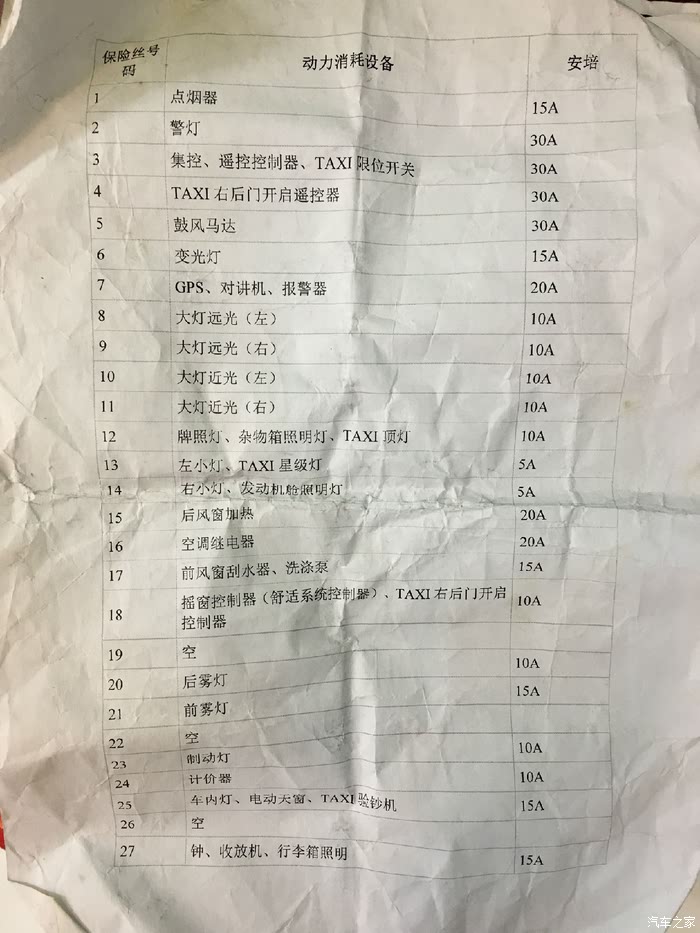 保险丝号码 动力消耗设备 安培
1 点烟器 15A
2 警灯 30A
3 集控、遥控控制器、TAXI 限位开关 30A
4 TAXI 右后门开启遥控器 30A
5 鼓风马达 30A
6 变光灯 15A
7 GPS、对讲机、报警器 20A
8 大灯远光（左） 10A
9 大灯远光（右） 10A
10 大灯近光（左） 10A
11 大灯近光（右） 10A
12 牌照灯、杂物箱照明灯、TAXI 顶灯 10A
13 左小灯、TAXI 星级灯 5A
14 右小灯、发动机舱照明灯 5A
15 后风窗加热 20A
16 空调继电器 20A
17 前风窗刮水器、洗涤泵 15A
18 摇窗控制器（舒适系统控制器）、TAXI 右后门开启 10A
控制器
19 空
20 后雾灯 10A
21 前雾灯 15A
22 空
23 制动灯 10A
24 计价器 10A
25 车内灯、电动天窗、TAXI 验钞机 15A
26 空
27 钟、收放机、行李箱照明 15A
汽车之家